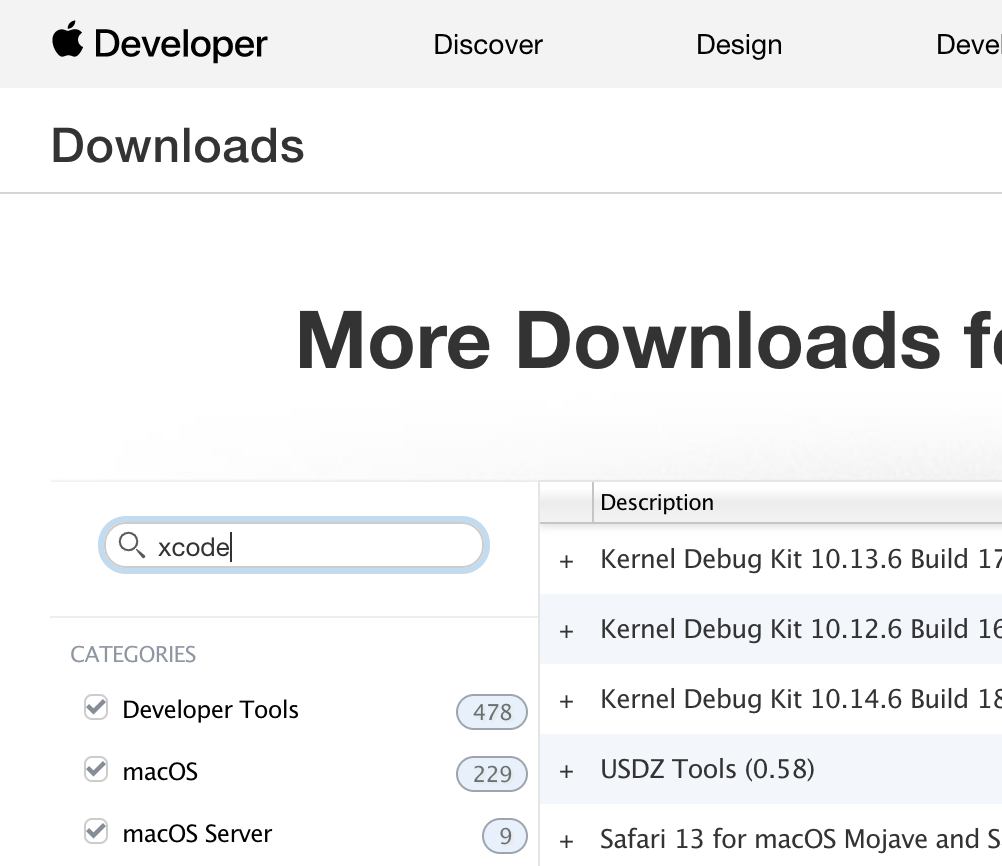 Developer Discover Design Deve
Downloads
More Downloads f
xcode
CATEGORIES
Developer Tools 478
macOS 229
macOS Server 9
Description
+ Kernel Debug Kit 10.13.6 Build 17
+ Kernel Debug Kit 10.12.6 Build 16
+ Kernel Debug Kit 10.14.6 Build 18
+ USDZ Tools (0.58)
+ Safari 13 for macOS Mojave and S